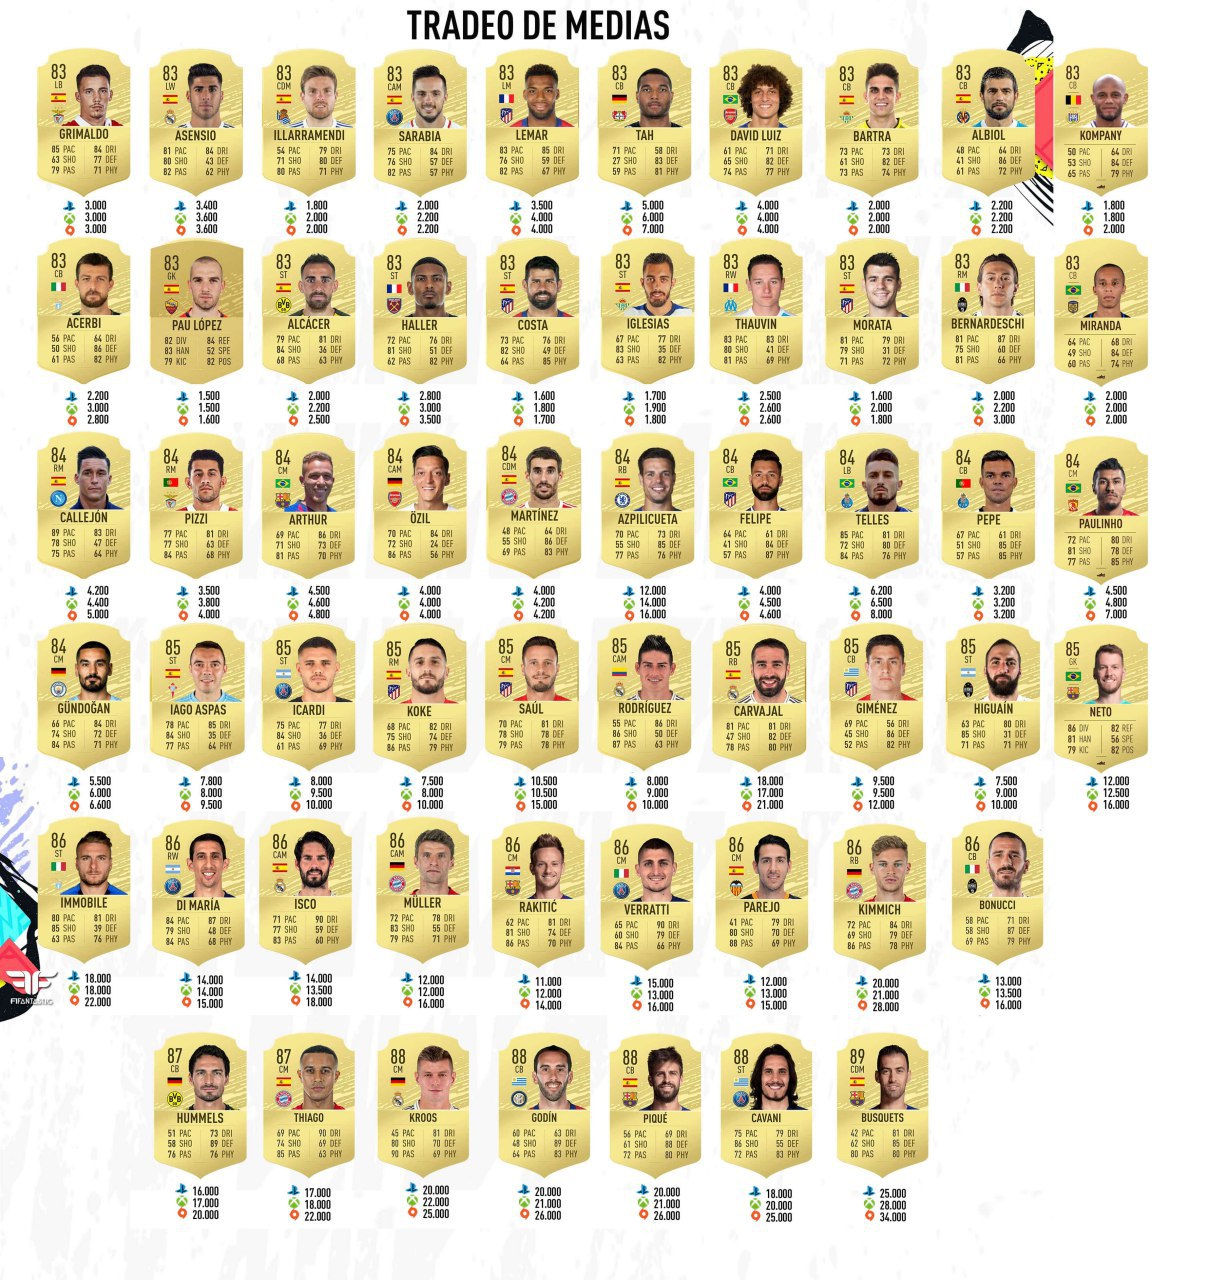 TRADEO DE MEDIAS
83
LB
GRIMALDO
85 PAC 84 DRI
63 SHO 77 DEF
79 PAS 71 PHY
3.000
3.000
3.000
83
LW
ASENSIO
81 PAC 84 DRI
80 SHO 43 DEF
82 PAS 62 PHY
3.400
3.600
3.600
83
CDM
ILLARRAMENDI
54 PAC 79 DRI
71 SHO 80 DEF
80 PAS 71 PHY
1.800
2.000
2.000
83
CAM
SARABIA
75 PAC 84 DRI
76 SHO 57 DEF
82 PAS 57 PHY
2.000
2.200
2.200
83
LM
LEMAR
83 PAC 85 DRI
76 SHO 59 DEF
82 PAS 67 PHY
3.500
4.000
4.000
83
CB
TAH
71 PAC 58 DRI
27 SHO 83 DEF
59 PAS 81 PHY
5.000
6.000
7.000
83
CB
DAVID LUIZ
61 PAC 71 DRI
65 SHO 82 DEF
74 PAS 77 PHY
4.000
4.000
4.000
83
CB
BARTRA
73 PAC 73 DRI
61 SHO 82 DEF
73 PAS 74 PHY
2.000
2.000
2.000
83
CB
ALBIOL
48 PAC 64 DRI
41 SHO 86 DEF
61 PAS 72 PHY
2.200
2.200
2.000
83
CB
KOMPANY
50 PAC 64 DRI
53 SHO 84 DEF
65 PAS 79 PHY
1.800
1.800
2.000
83
CB
ACERBI
56 PAC 64 DRI
50 SHO 86 DEF
61 PAS 82 PHY
2.200
3.000
2.800
83
GK
PAU LÓPEZ
82 DIV 84 REF
83 HAN 52 SPE
79 KIC 82 POS
1.500
1.500
1.600
83
ST
ALCÁCER
79 PAC 81 DRI
84 SHO 36 DEF
68 PAS 63 PHY
2.000
2.200
2.500
83
ST
HALLER
72 PAC 76 DRI
81 SHO 51 DEF
62 PAS 82 PHY
2.800
3.000
3.500
83
ST
COSTA
73 PAC 76 DRI
82 SHO 49 DEF
64 PAS 85 PHY
1.600
1.800
1.700
83
ST
IGLESIAS
67 PAC 77 DRI
83 SHO 35 DEF
63 PAS 82 PHY
1.700
1.900
1.800
83
RW
THAUVIN
83 PAC 83 DRI
80 SHO 41 DEF
81 PAS 69 PHY
2.500
2.600
2.600
83
ST
MORATA
81 PAC 79 DRI
79 SHO 31 DEF
71 PAS 72 PHY
1.600
2.000
1.800
83
RM
BERNARDESCHI
81 PAC 87 DRI
75 SHO 60 DEF
81 PAS 66 PHY
2.000
2.200
3.000
83
CB
MIRANDA
64 PAC 68 DRI
49 SHO 84 DEF
60 PAS 74 PHY
2.000
2.000
2.000
84
RM
CALLEJÓN
89 PAC 83 DRI
78 SHO 47 DEF
75 PAS 64 PHY
4.200
4.400
5.000
84
RM
PIZZI
77 PAC 81 DRI
77 SHO 63 DEF
84 PAS 68 PHY
3.500
3.800
4.000
84
CM
ARTHUR
69 PAC 86 DRI
71 SHO 73 DEF
81 PAS 70 PHY
4.500
4.600
4.800
84
CAM
ÖZIL
70 PAC 84 DRI
72 SHO 24 DEF
86 PAS 56 PHY
4.000
4.000
4.000
84
CDM
MARTÍNEZ
48 PAC 64 DRI
55 SHO 86 DEF
69 PAS 83 PHY
4.000
4.200
4.200
84
RB
AZPILICUETA
70 PAC 73 DRI
55 SHO 85 DEF
77 PAS 76 PHY
12.000
14.000
16.000
84
CB
FELIPE
64 PAC 61 DRI
41 SHO 84 DEF
57 PAS 87 PHY
4.000
4.500
4.600
84
LB
TELLES
85 PAC 81 DRI
72 SHO 80 DEF
84 PAS 76 PHY
6.200
6.500
8.000
84
CB
PEPE
67 PAC 61 DRI
51 SHO 85 DEF
57 PAS 85 PHY
3.200
3.200
3.200
84
CM
PAULINHO
72 PAC 80 DRI
81 SHO 78 DEF
77 PAS 85 PHY
4.500
4.800
7.000
84
CM
GÜNDOĞAN
66 PAC 84 DRI
74 SHO 72 DEF
84 PAS 71 PHY
5.500
6.000
6.600
85
ST
IAGO ASPAS
78 PAC 85 DRI
84 SHO 35 DEF
77 PAS 64 PHY
7.800
8.000
9.500
85
ST
ICARDI
75 PAC 77 DRI
84 SHO 36 DEF
61 PAS 69 PHY
8.000
9.500
10.000
85
RM
KOKE
68 PAC 82 DRI
75 SHO 74 DEF
86 PAS 79 PHY
7.500
8.000
10.000
85
CM
SAÚL
70 PAC 81 DRI
78 SHO 78 DEF
79 PAS 78 PHY
10.500
10.500
15.000
85
CAM
RODRÍGUEZ
55 PAC 86 DRI
86 SHO 50 DEF
87 PAS 63 PHY
8.000
9.000
10.000
85
RB
CARVAJAL
81 PAC 81 DRI
47 SHO 82 DEF
78 PAS 80 PHY
18.000
17.000
21.000
85
CB
GIMÉNEZ
69 PAC 56 DRI
45 SHO 86 DEF
52 PAS 82 PHY
9.500
9.500
12.000
85
ST
HIGUAÍN
63 PAC 80 DRI
85 SHO 31 DEF
71 PAS 71 PHY
7.500
9.000
10.000
85
GK
NETO
86 DIV 82 REF
81 HAN 56 SPE
79 KIC 82 POS
12.000
12.500
16.000
86
ST
IMMOBILE
80 PAC 81 DRI
85 SHO 39 DEF
63 PAS 76 PHY
18.000
18.000
22.000
86
RW
DI MARÍA
84 PAC 87 DRI
79 SHO 48 DEF
84 PAS 68 PHY
14.000
14.000
15.000
86
CAM
ISCO
71 PAC 90 DRI
77 SHO 59 DEF
83 PAS 60 PHY
14.000
13.500
18.000
86
CAM
MÜLLER
72 PAC 78 DRI
83 SHO 55 DEF
79 PAS 71 PHY
12.000
12.000
16.000
86
CM
RAKITIĆ
62 PAC 81 DRI
81 SHO 74 DEF
86 PAS 70 PHY
11.000
12.000
14.000
86
CM
VERRATTI
65 PAC 90 DRI
60 SHO 79 DEF
84 PAS 66 PHY
15.000
13.000
16.000
86
CM
PAREJO
41 PAC 79 DRI
80 SHO 70 DEF
88 PAS 69 PHY
12.000
13.000
15.000
86
RB
KIMMICH
72 PAC 84 DRI
69 SHO 79 DEF
86 PAS 78 PHY
20.000
21.000
28.000
86
CB
BONUCCI
58 PAC 71 DRI
58 SHO 87 DEF
69 PAS 79 PHY
13.000
13.500
16.000
FIFANTASTIC
87
CB
HUMMELS
51 PAC 73 DRI
58 SHO 89 DEF
76 PAS 76 PHY
16.000
17.000
20.000
87
CM
THIAGO
69 PAC 90 DRI
74 SHO 69 DEF
85 PAS 63 PHY
17.000
18.000
22.000
88
CM
KROOS
45 PAC 81 DRI
80 SHO 70 DEF
90 PAS 69 PHY
20.000
22.000
25.000
88
CB
GODÍN
60 PAC 63 DRI
48 SHO 89 DEF
64 PAS 83 PHY
20.000
21.000
26.000
88
CB
PIQUÉ
56 PAC 69 DRI
61 SHO 88 DEF
72 PAS 80 PHY
20.000
21.000
26.000
88
ST
CAVANI
75 PAC 79 DRI
86 SHO 55 DEF
72 PAS 83 PHY
18.000
20.000
25.000
89
CDM
BUSQUETS
42 PAC 81 DRI
62 SHO 85 DEF
80 PAS 80 PHY
25.000
28.000
34.000